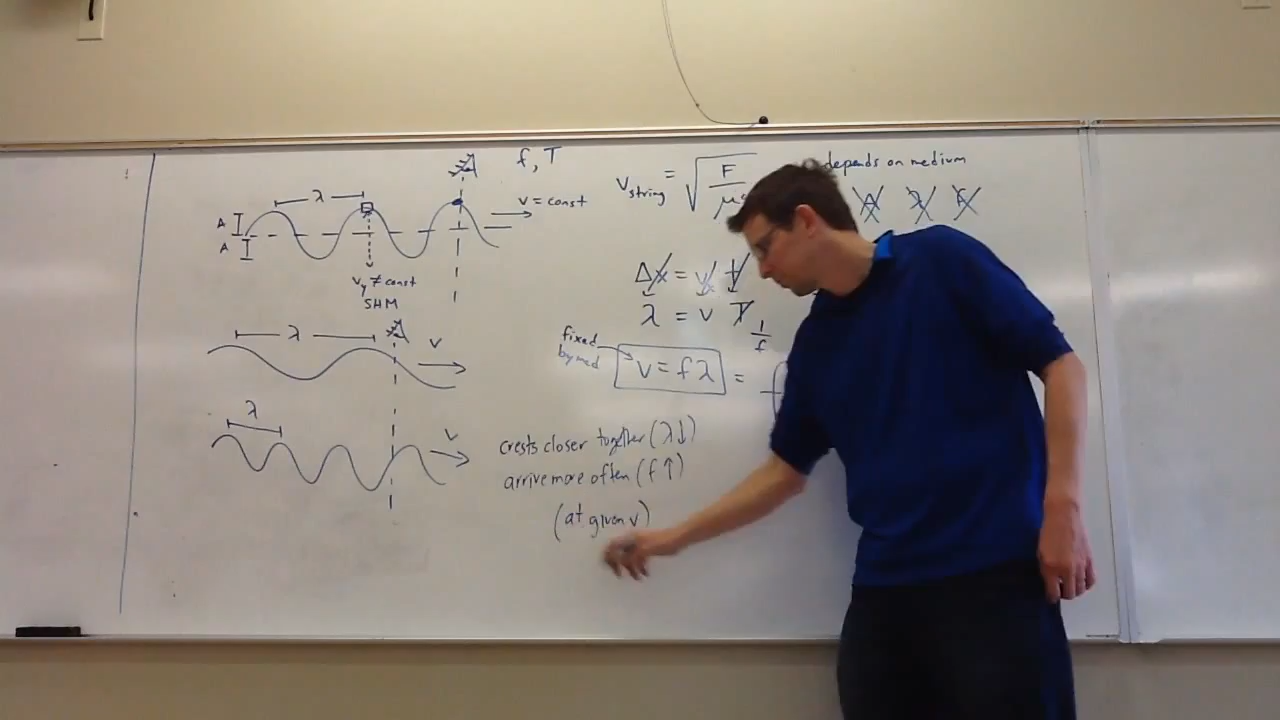 f, T
λ
A
A
v = const
v_y ≠ const
SHM
λ
v
λ
v
v_string = √(F/μ)
depends on medium
A λ F
Δx = v t
λ = v T
1/f
fixed
by med
v = fλ =
crests closer together (λ↓)
arrive more often (f↑)
(at given v)